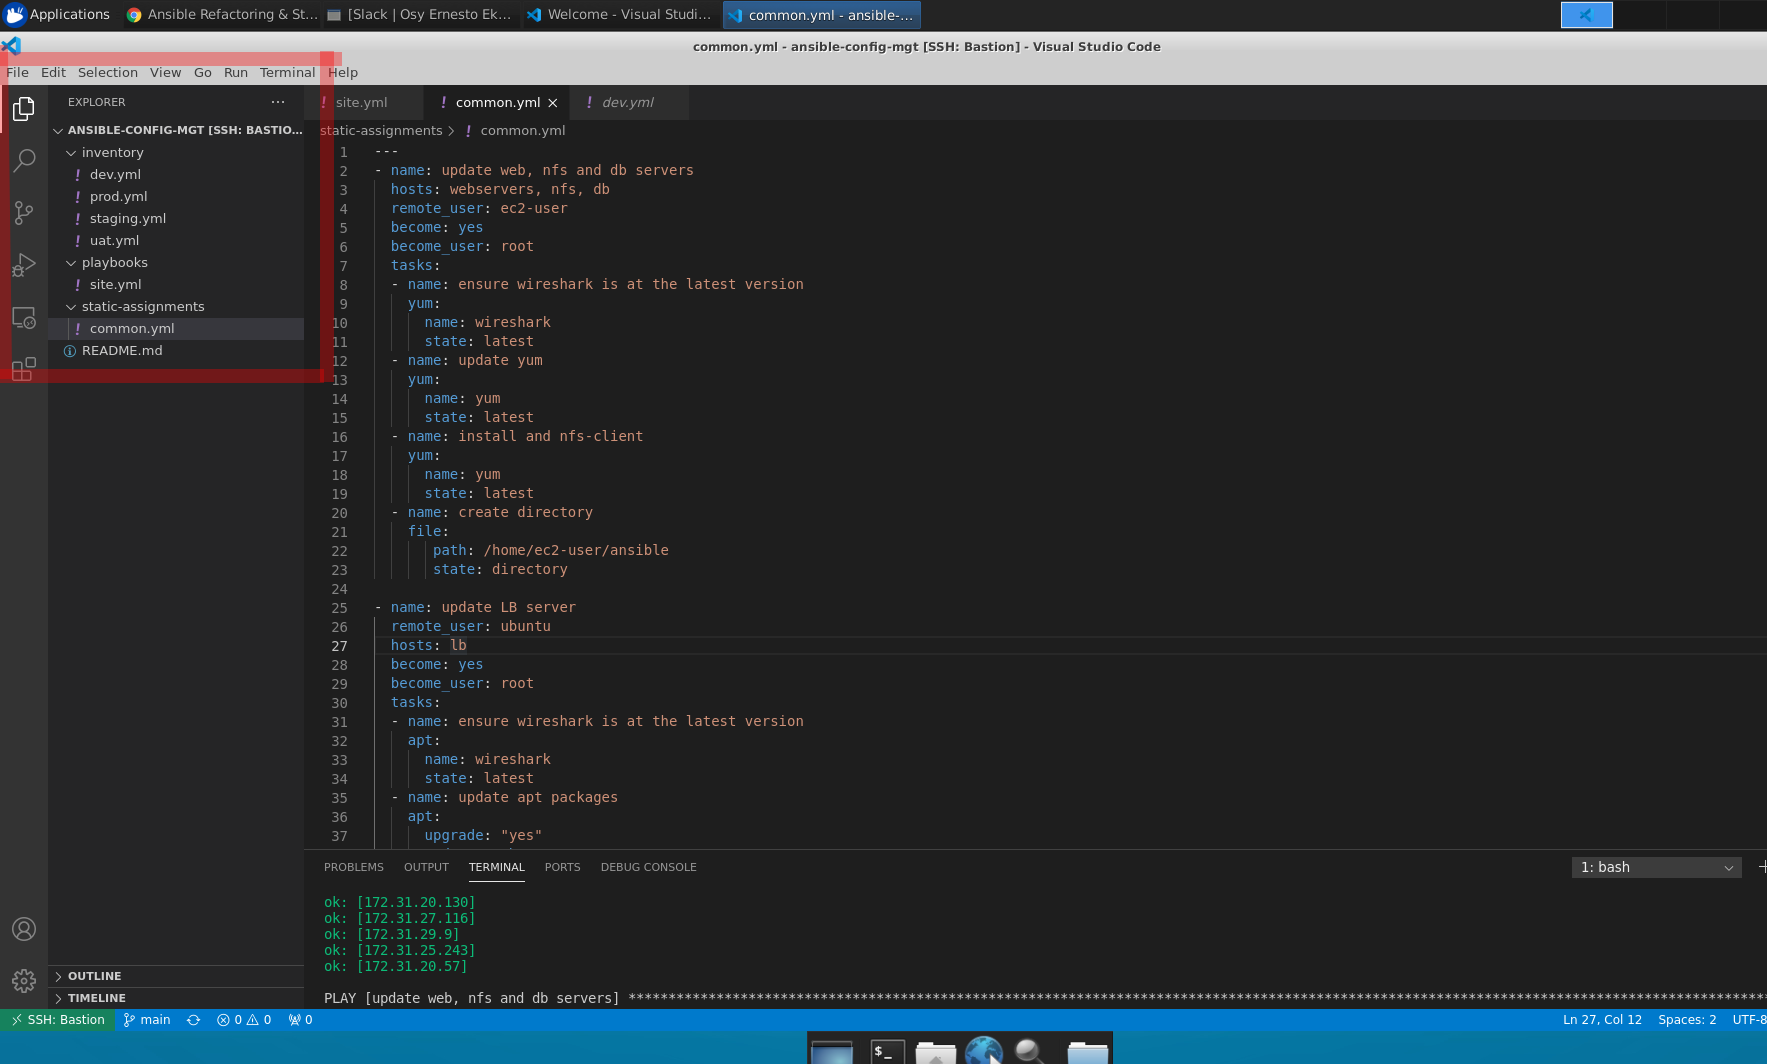 Applications
Ansible Refactoring & St...
[Slack | Osy Ernesto Ek...
Welcome - Visual Studi...
common.yml - ansible-...
common.yml - ansible-config-mgt [SSH: Bastion] - Visual Studio Code
File Edit Selection View Go Run Terminal Help
EXPLORER
ANSIBLE-CONFIG-MGT [SSH: BASTIO...
inventory
! dev.yml
! prod.yml
! staging.yml
! uat.yml
playbooks
! site.yml
static-assignments
! common.yml
README.md
OUTLINE
TIMELINE
! site.yml
! common.yml
! dev.yml
static-assignments > ! common.yml
1 ---
2 - name: update web, nfs and db servers
3 hosts: webservers, nfs, db
4 remote_user: ec2-user
5 become: yes
6 become_user: root
7 tasks:
8 - name: ensure wireshark is at the latest version
9 yum:
10 name: wireshark
11 state: latest
12 - name: update yum
13 yum:
14 name: yum
15 state: latest
16 - name: install and nfs-client
17 yum:
18 name: yum
19 state: latest
20 - name: create directory
21 file:
22 path: /home/ec2-user/ansible
23 state: directory
24
25 - name: update LB server
26 remote_user: ubuntu
27 hosts: lb
28 become: yes
29 become_user: root
30 tasks:
31 - name: ensure wireshark is at the latest version
32 apt:
33 name: wireshark
34 state: latest
35 - name: update apt packages
36 apt:
37 upgrade: "yes"
PROBLEMS OUTPUT TERMINAL PORTS DEBUG CONSOLE
1: bash
ok: [172.31.20.130]
ok: [172.31.27.116]
ok: [172.31.29.9]
ok: [172.31.25.243]
ok: [172.31.20.57]
PLAY [update web, nfs and db servers] ****************************************************************************************************************************************
SSH: Bastion
main
0 0
0
Ln 27, Col 12
Spaces: 2
UTF-8
$_